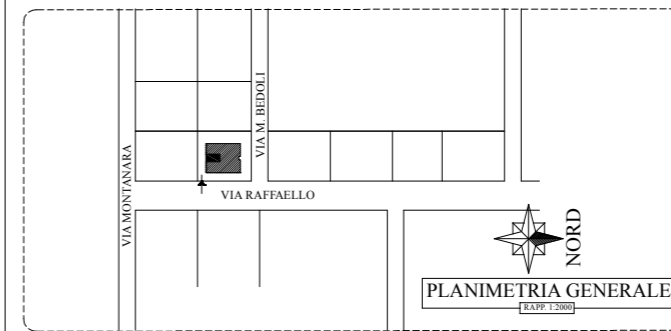 VIA M. BEDOLI
VIA MONTANARA
VIA RAFFAELLO
NORD
PLANIMETRIA GENERALE
RAPP. 1:2000